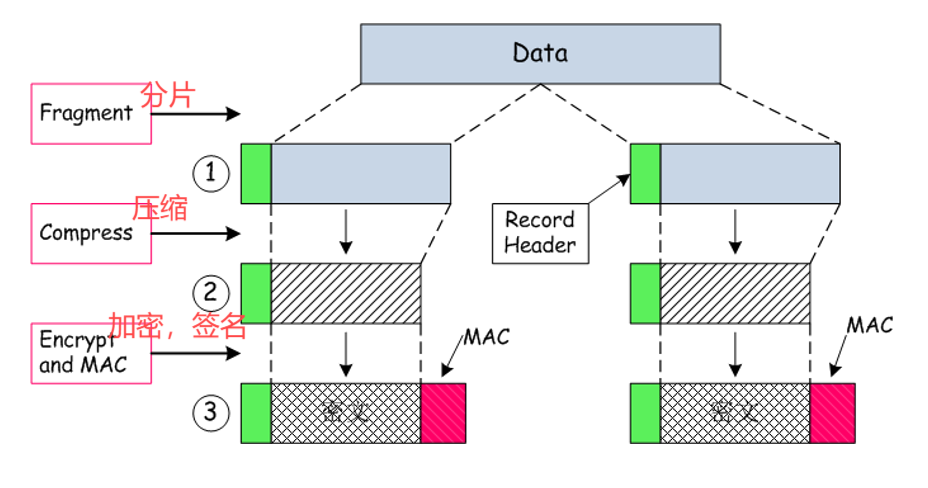 Data
Fragment
分片
1
Record
Header
压缩
Compress
2
加密，签名
Encrypt
and MAC
MAC
MAC
3
密文
密文